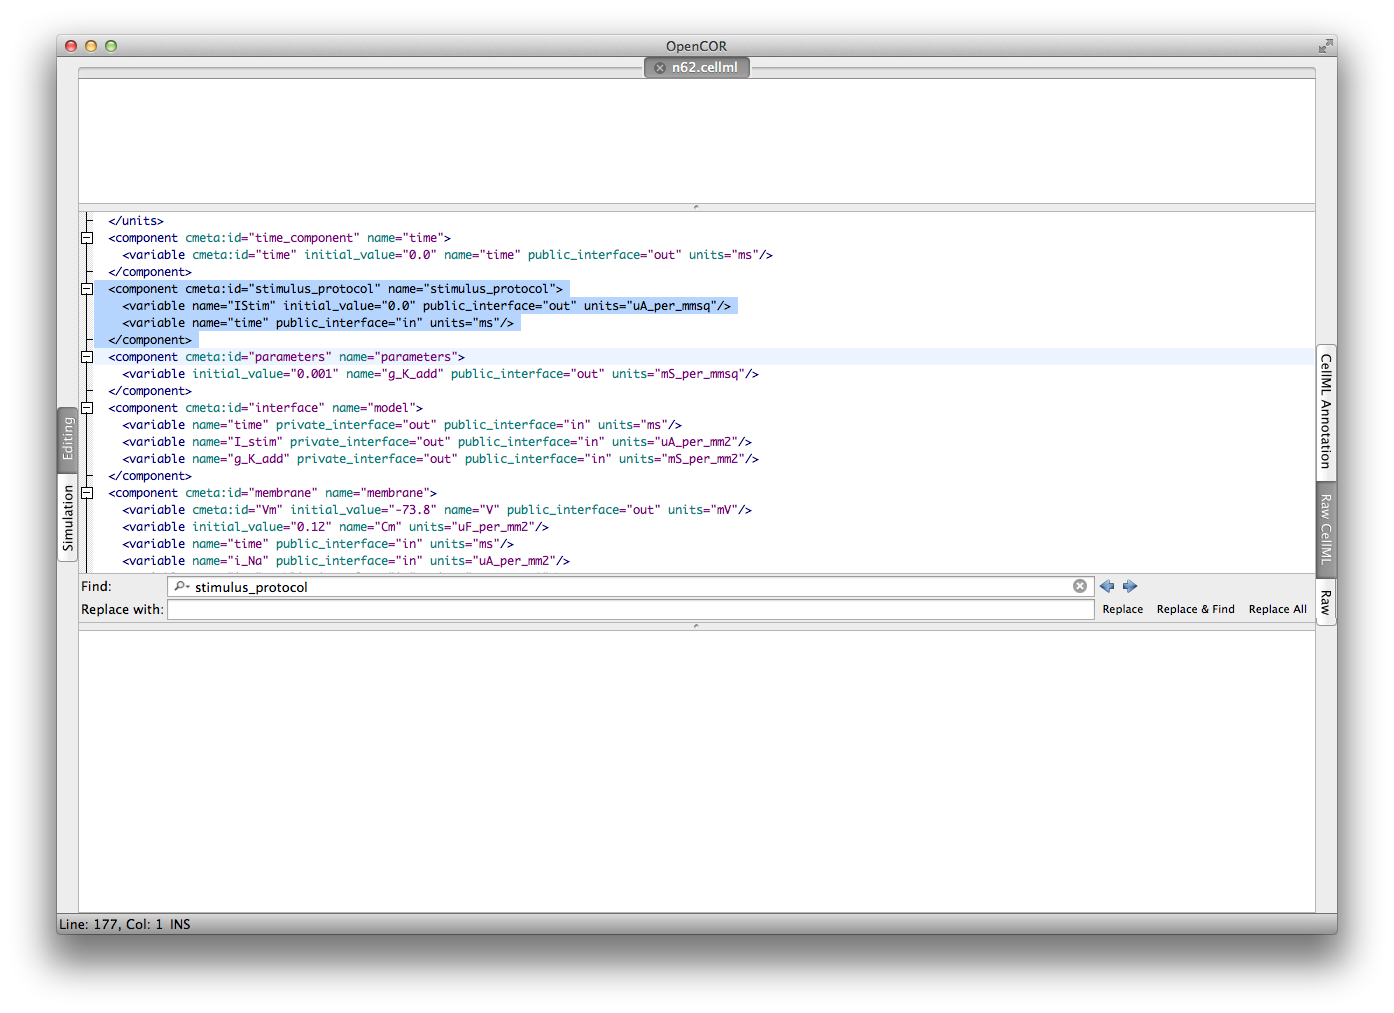 OpenCOR
n62.cellml
</units>
<component cmeta:id="time_component" name="time">
<variable cmeta:id="time" initial_value="0.0" name="time" public_interface="out" units="ms"/>
</component>
<component cmeta:id="stimulus_protocol" name="stimulus_protocol">
<variable name="IStim" initial_value="0.0" public_interface="out" units="uA_per_mmsq"/>
<variable name="time" public_interface="in" units="ms"/>
</component>
<component cmeta:id="parameters" name="parameters">
<variable initial_value="0.001" name="g_K_add" public_interface="out" units="mS_per_mmsq"/>
</component>
<component cmeta:id="interface" name="model">
<variable name="time" private_interface="out" public_interface="in" units="ms"/>
<variable name="I_stim" private_interface="out" public_interface="in" units="uA_per_mm2"/>
<variable name="g_K_add" private_interface="out" public_interface="in" units="mS_per_mm2"/>
</component>
<component cmeta:id="membrane" name="membrane">
<variable cmeta:id="Vm" initial_value="-73.8" name="V" public_interface="out" units="mV"/>
<variable initial_value="0.12" name="Cm" units="uF_per_mm2"/>
<variable name="time" public_interface="in" units="ms"/>
<variable name="i_Na" public_interface="in" units="uA_per_mm2"/>
Editing
Simulation
CellML Annotation
Raw CellML
Raw
Find: stimulus_protocol
Replace with:
Replace Replace & Find Replace All
Line: 177, Col: 1 INS